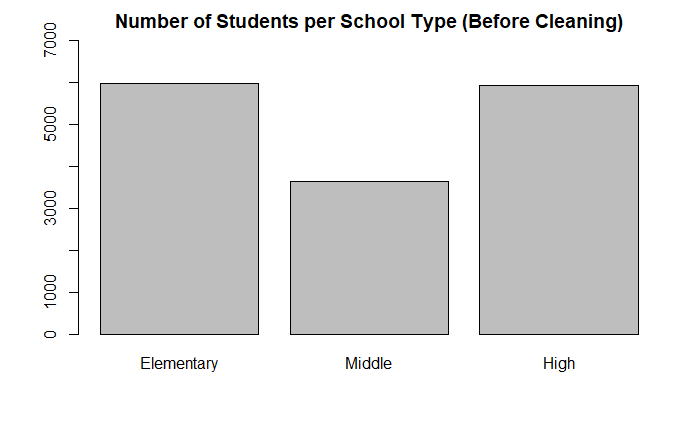 Number of Students per School Type (Before Cleaning)
7000
5000
3000
1000
0
Elementary Middle High